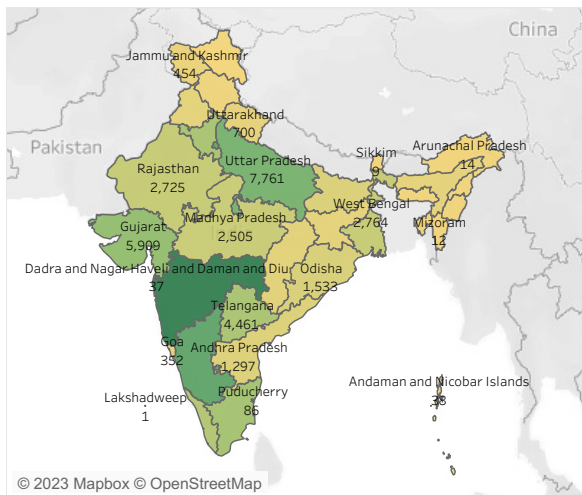 China
Jammu and Kashmir
454
Uttarakhand
700
Pakistan
Sikkim
9
Arunachal Pradesh
14
Rajasthan
2,725
Uttar Pradesh
7,761
West Bengal
2,764
Gujarat
5,909
Madhya Pradesh
2,505
Mizoram
12
Dadra and Nagar Haveli and Daman and Diu
37
Odisha
1,533
Telangana
4,461
Goa
352
Andhra Pradesh
1,297
Lakshadweep
1
Puducherry
86
Andaman and Nicobar Islands
38
© 2023 Mapbox © OpenStreetMap